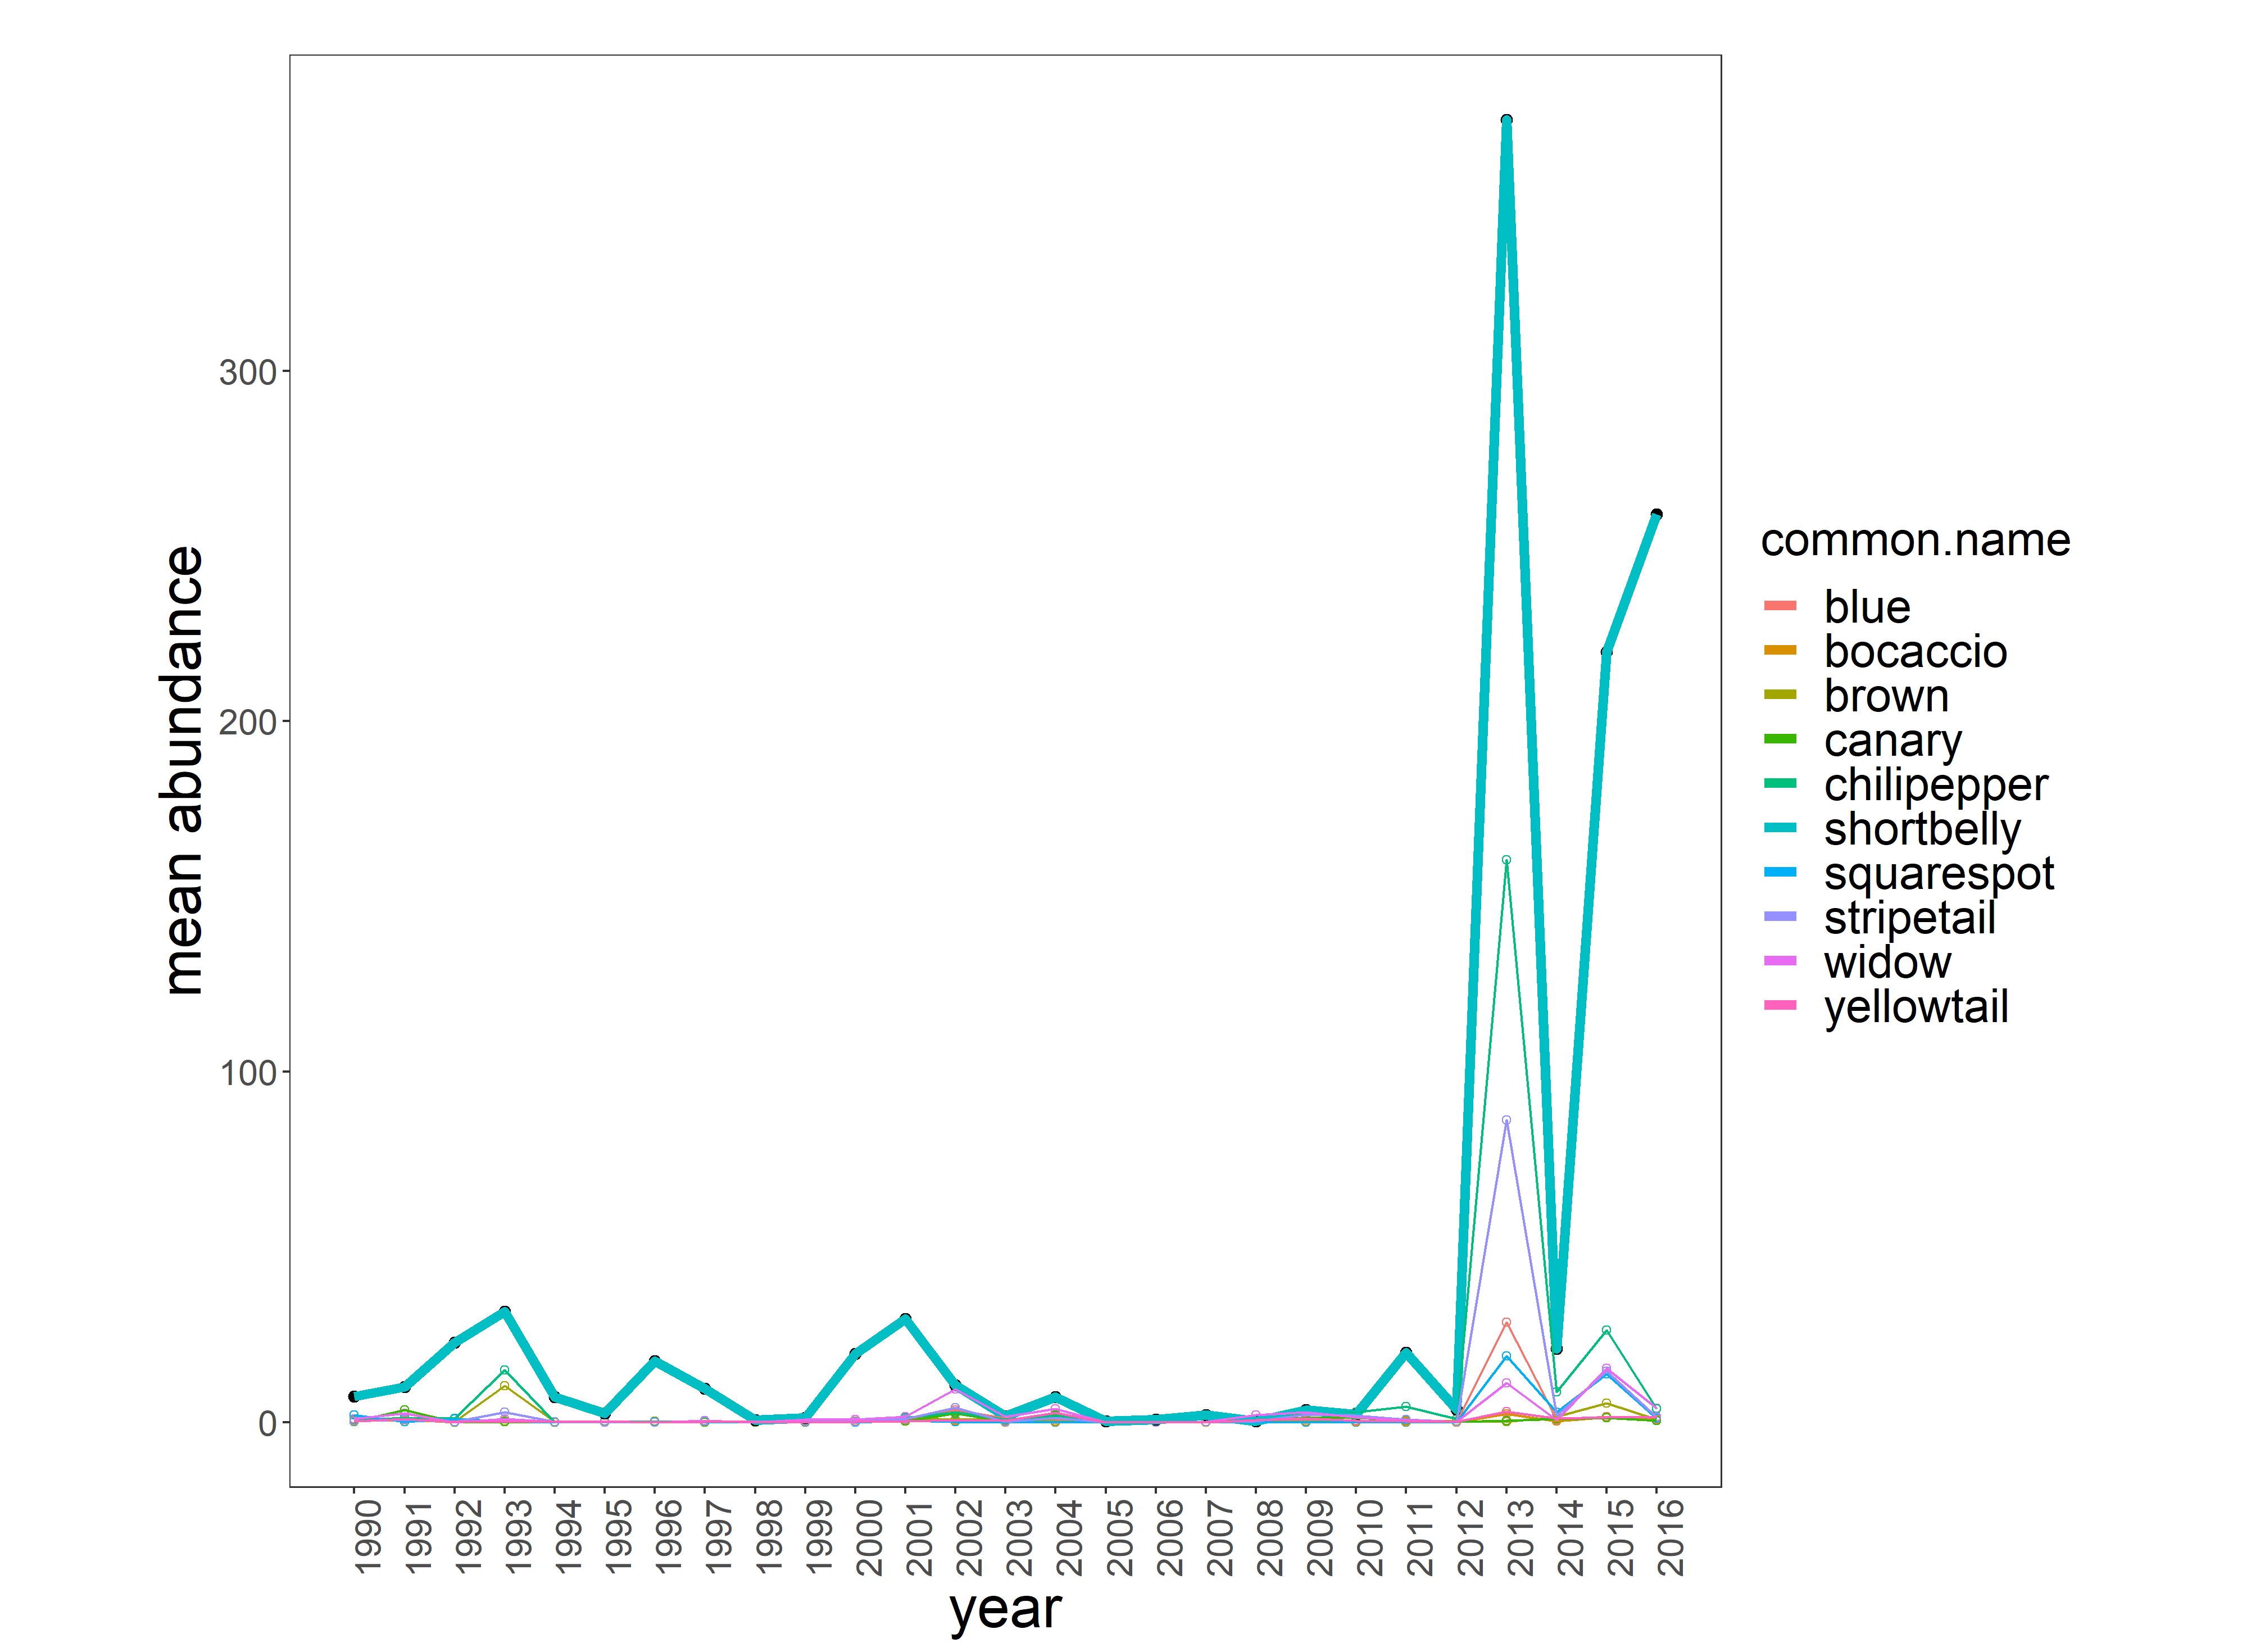 mean abundance
300
200
100
0
1990
1991
1992
1993
1994
1995
1996
1997
1998
1999
2000
2001
2002
2003
2004
2005
2006
2007
2008
2009
2010
2011
2012
2013
2014
2015
2016
year
common.name
blue
bocaccio
brown
canary
chilipepper
shortbelly
squarespot
stripetail
widow
yellowtail